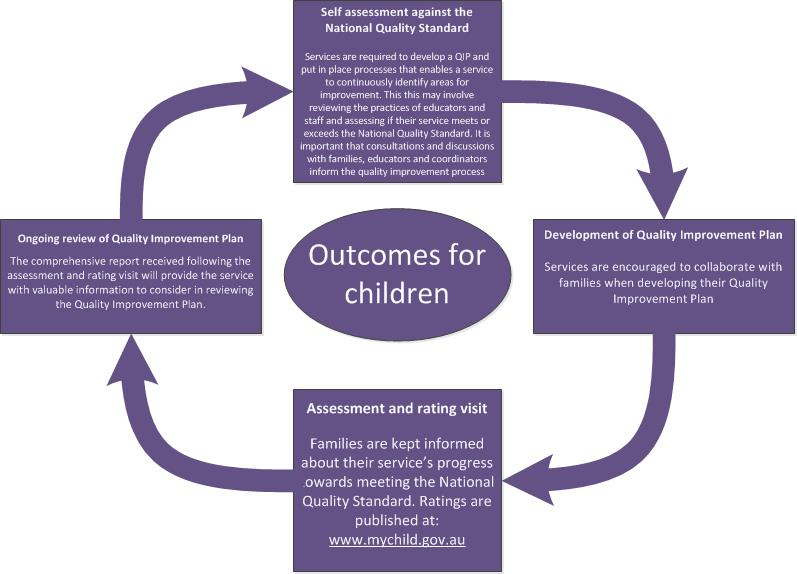 Self assessment against the
National Quality Standard
Services are required to develop a QIP and
put in place processes that enables a service
to continuously identify areas for
improvement. This this may involve
reviewing the practices of educators and
staff and assessing if their service meets or
exceeds the National Quality Standard. It is
important that consultations and discussions
with families, educators and coordinators
inform the quality improvement process
Ongoing review of Quality Improvement Plan
The comprehensive report received following the
assessment and rating visit will provide the service
with valuable information to consider in reviewing
the Quality Improvement Plan.
Outcomes for
children
Development of Quality Improvement Plan
Services are encouraged to collaborate with
families when developing their Quality
Improvement Plan
Assessment and rating visit
Families are kept informed
about their service's progress
towards meeting the National
Quality Standard. Ratings are
published at:
www.mychild.gov.au